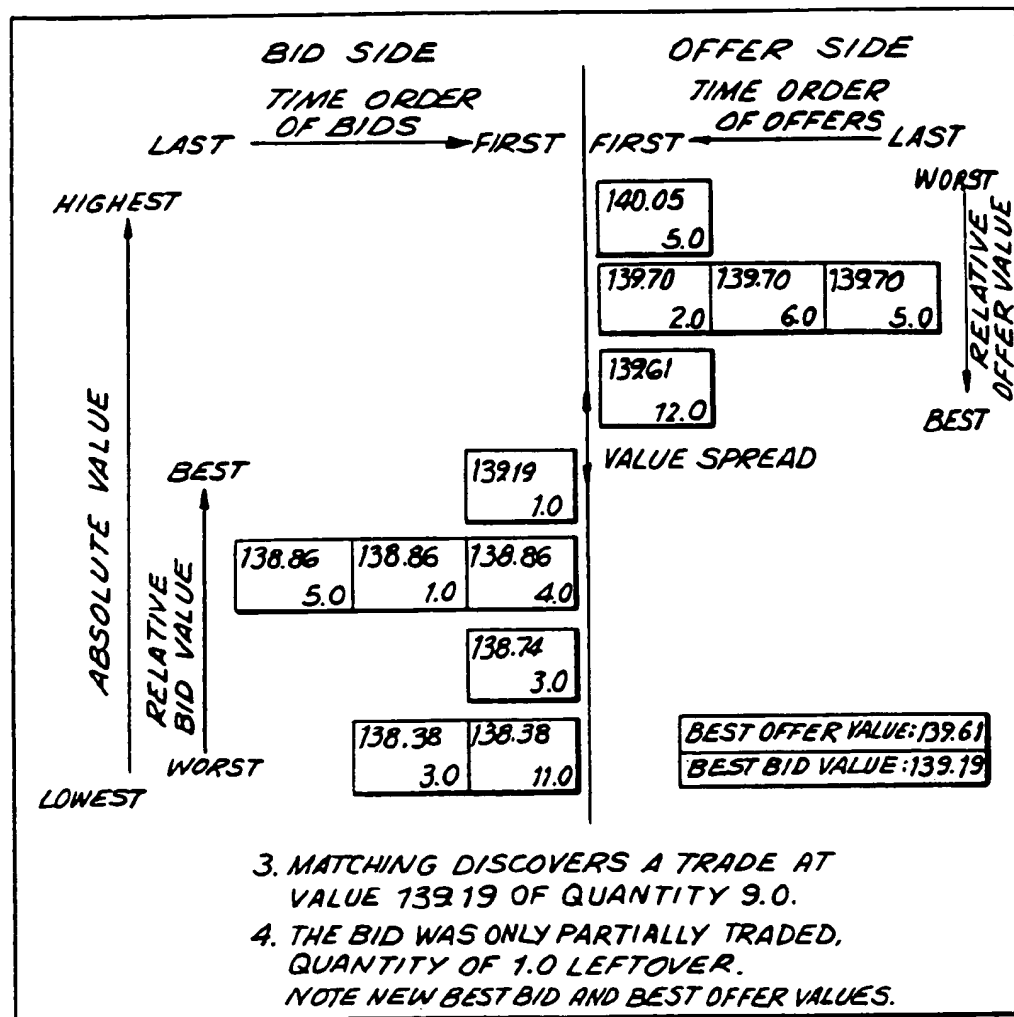 BID SIDE
OFFER SIDE
TIME ORDER
OF BIDS
TIME ORDER
OF OFFERS
LAST
FIRST
FIRST
LAST
HIGHEST
WORST
140.05
5.0
139.70
2.0
139.70
6.0
139.70
5.0
RELATIVE
OFFER VALUE
13961
12.0
BEST
VALUE SPREAD
ABSOLUTE VALUE
BEST
RELATIVE
BID VALUE
13919
1.0
138.86
5.0
138.86
1.0
138.86
4.0
138.74
3.0
138.38
3.0
138.38
11.0
WORST
LOWEST
BEST OFFER VALUE:139.61
BEST BID VALUE:139.19
3. MATCHING DISCOVERS A TRADE AT
VALUE 13919 OF QUANTITY 9.0.
4. THE BID WAS ONLY PARTIALLY TRADED,
QUANTITY OF 1.0 LEFTOVER.
NOTE NEW BEST BID AND BEST OFFER VALUES.